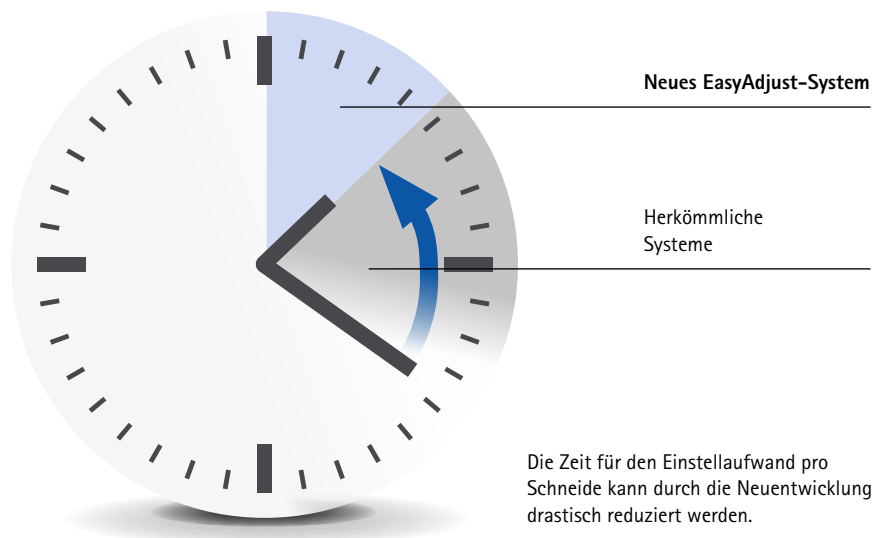 Neues EasyAdjust-System
Herkömmliche
Systeme
Die Zeit für den Einstellaufwand pro
Schneide kann durch die Neuentwicklung
drastisch reduziert werden.